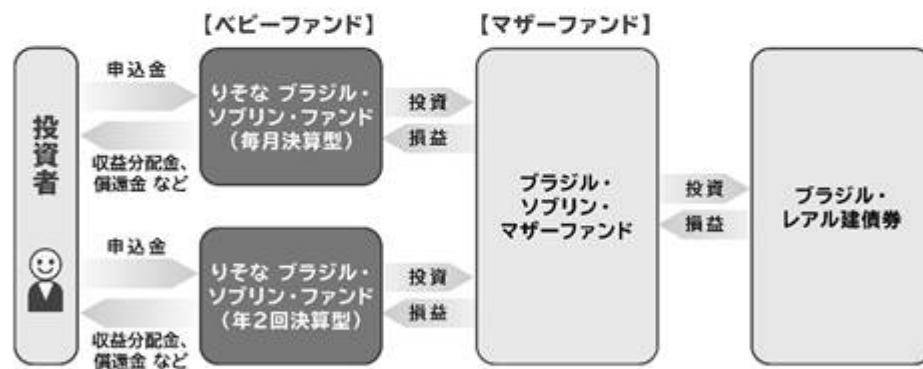 【ベビーファンド】
【マザーファンド】
投資者
申込金
収益分配金、
償還金 など
りそな ブラジル・
ソブリン・ファンド
（毎月決算型）
投資
損益
申込金
収益分配金、
償還金 など
りそな ブラジル・
ソブリン・ファンド
（年2回決算型）
投資
損益
ブラジル・
ソブリン・
マザーファンド
投資
損益
ブラジル・
レアル建債券